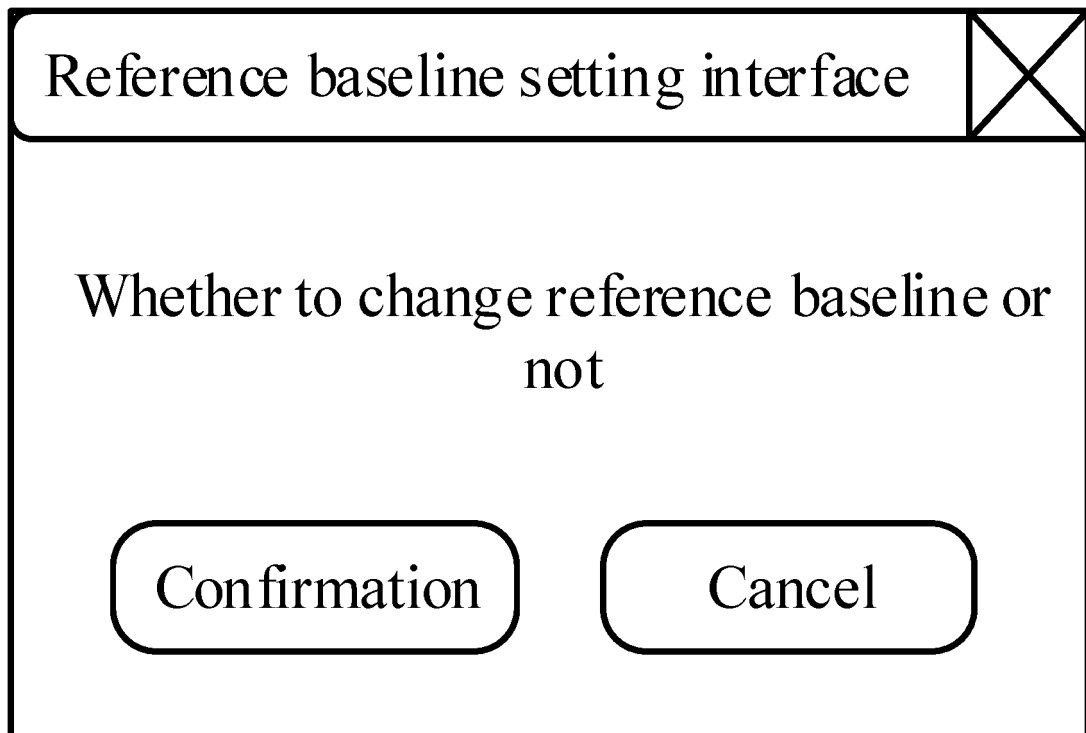 Reference baseline setting interface
Whether to change reference baseline or
not
Confirmation
Cancel